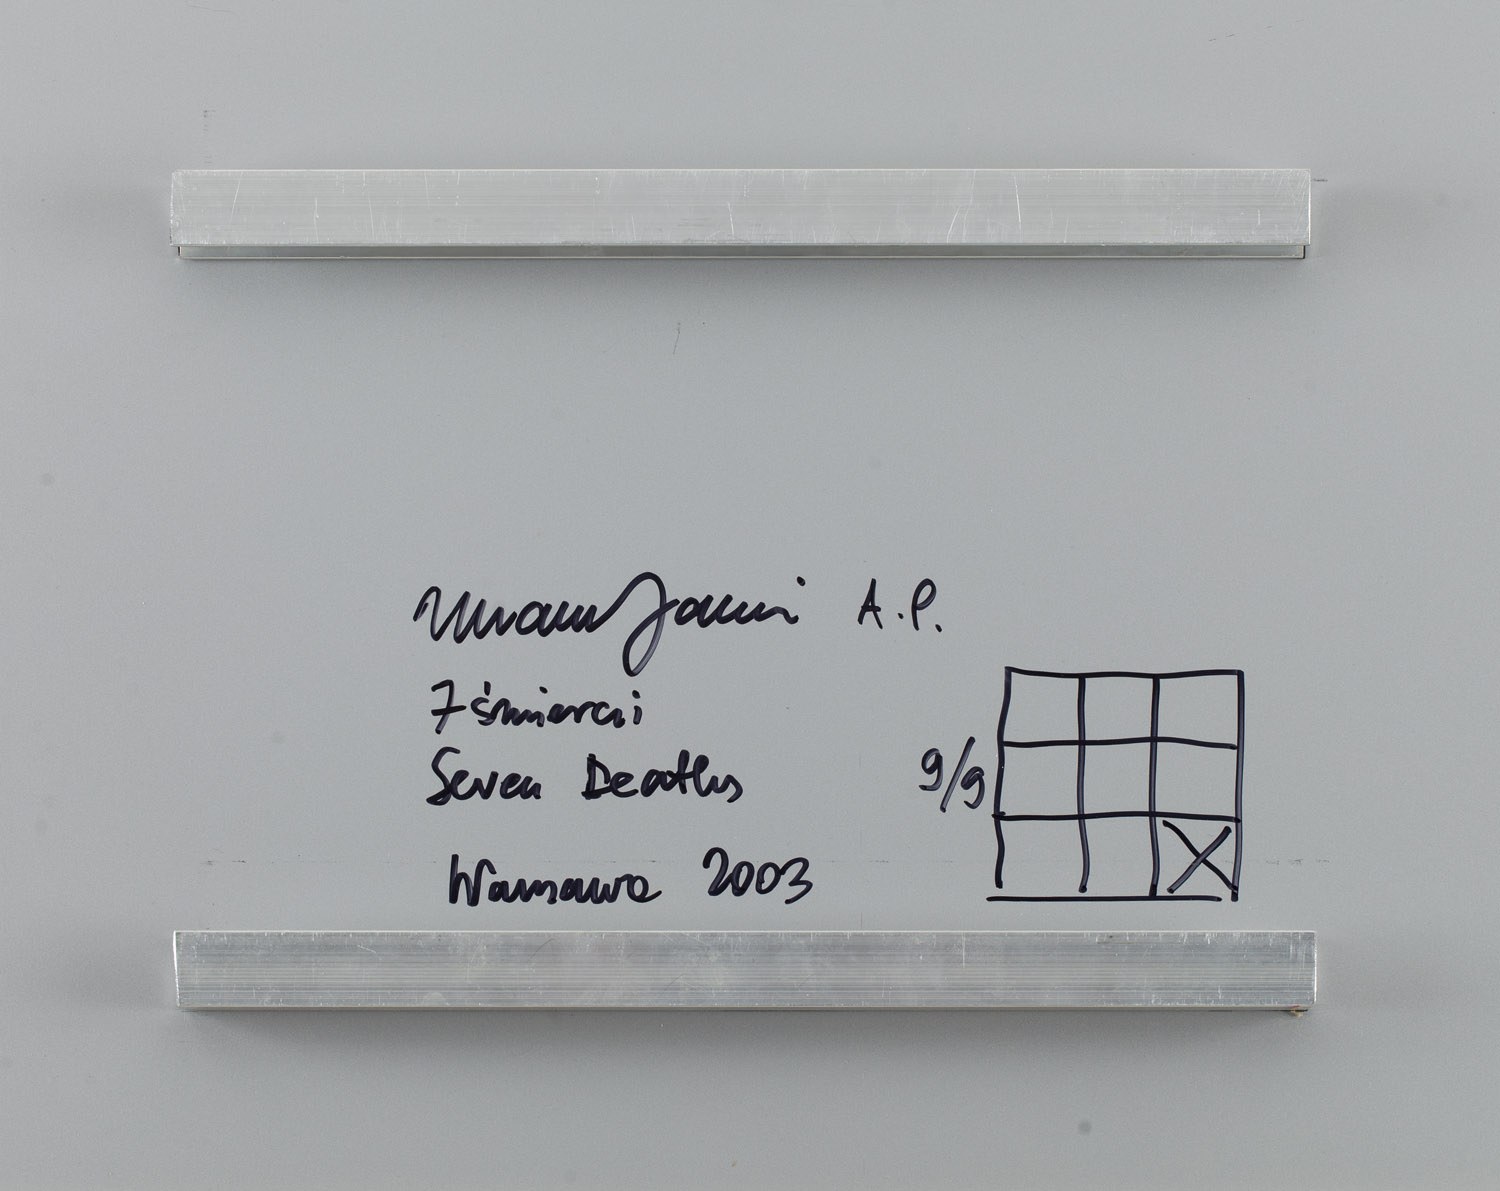 A.P.
7 śmierci
Seven Deaths
9/9
Warszawa 2003